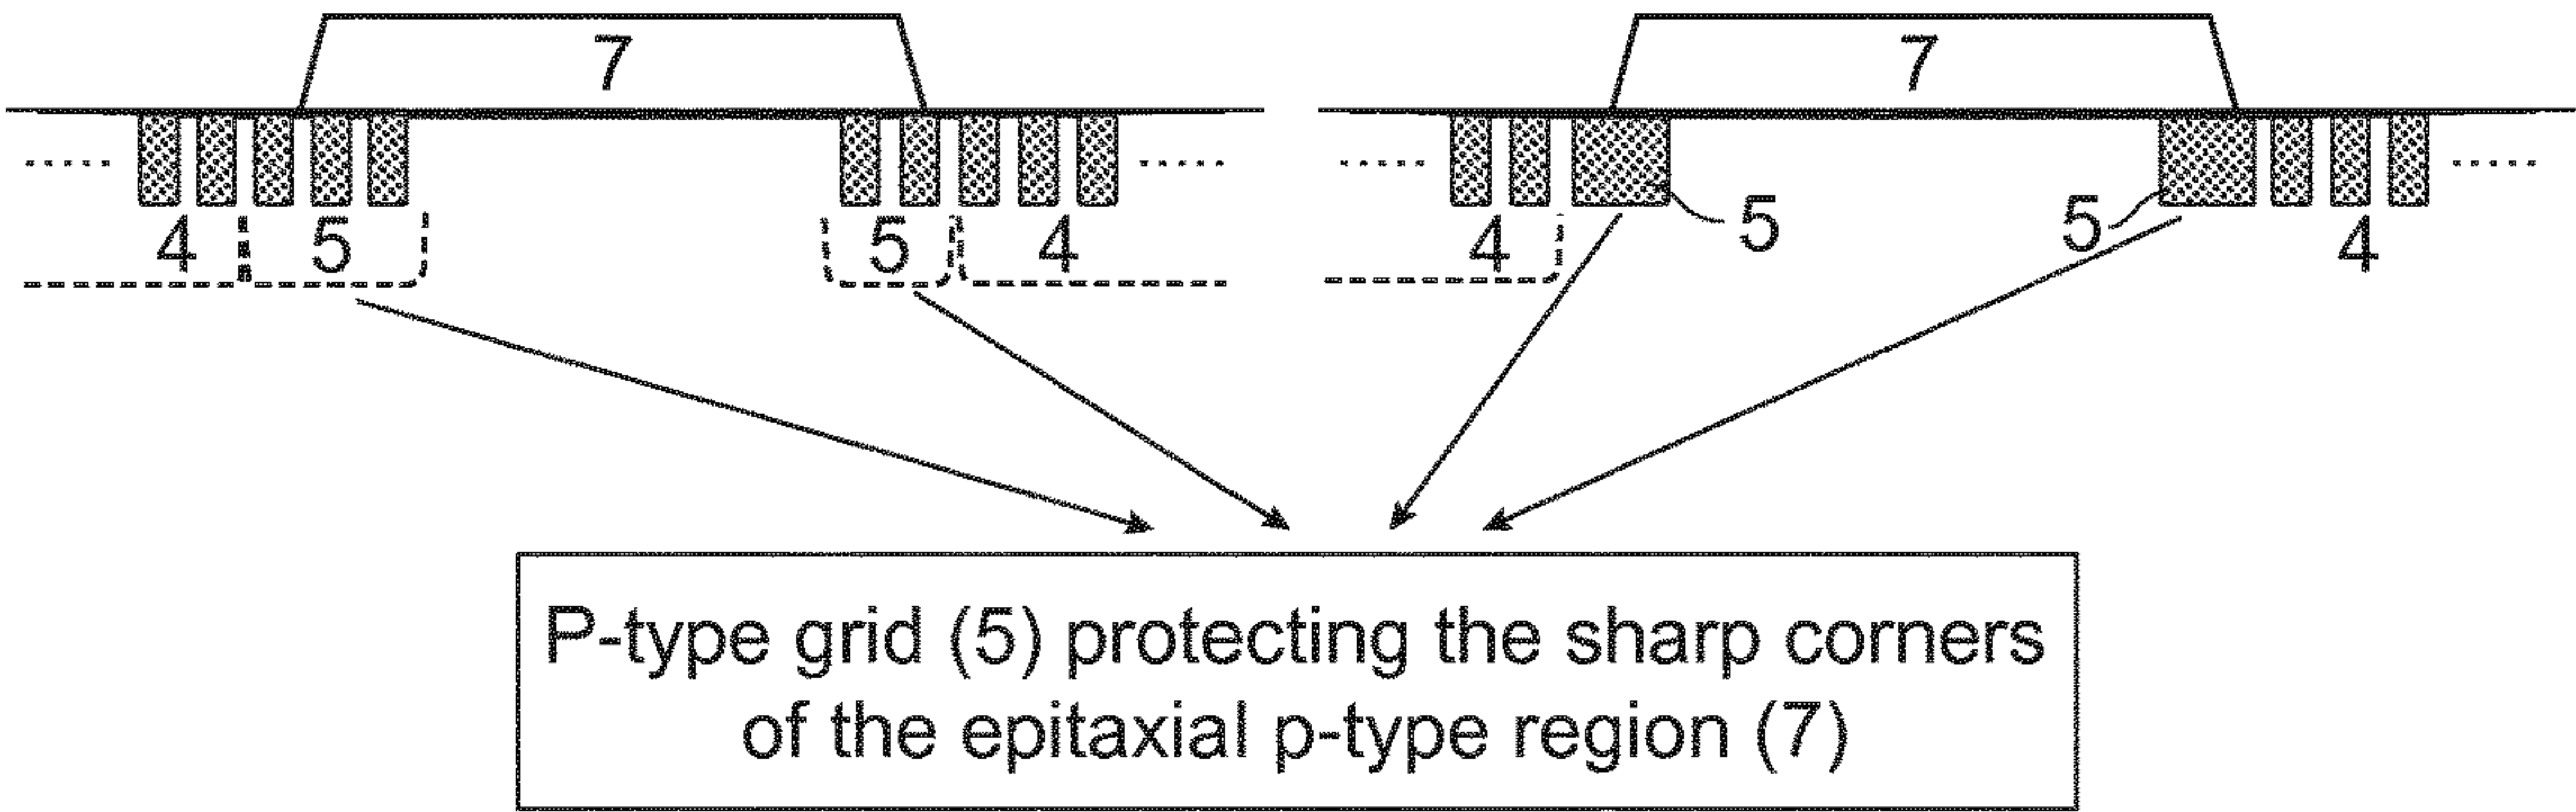 7 7
4 5 5 4 4 5 5 4
P-type grid (5) protecting the sharp corners
of the epitaxial p-type region (7)